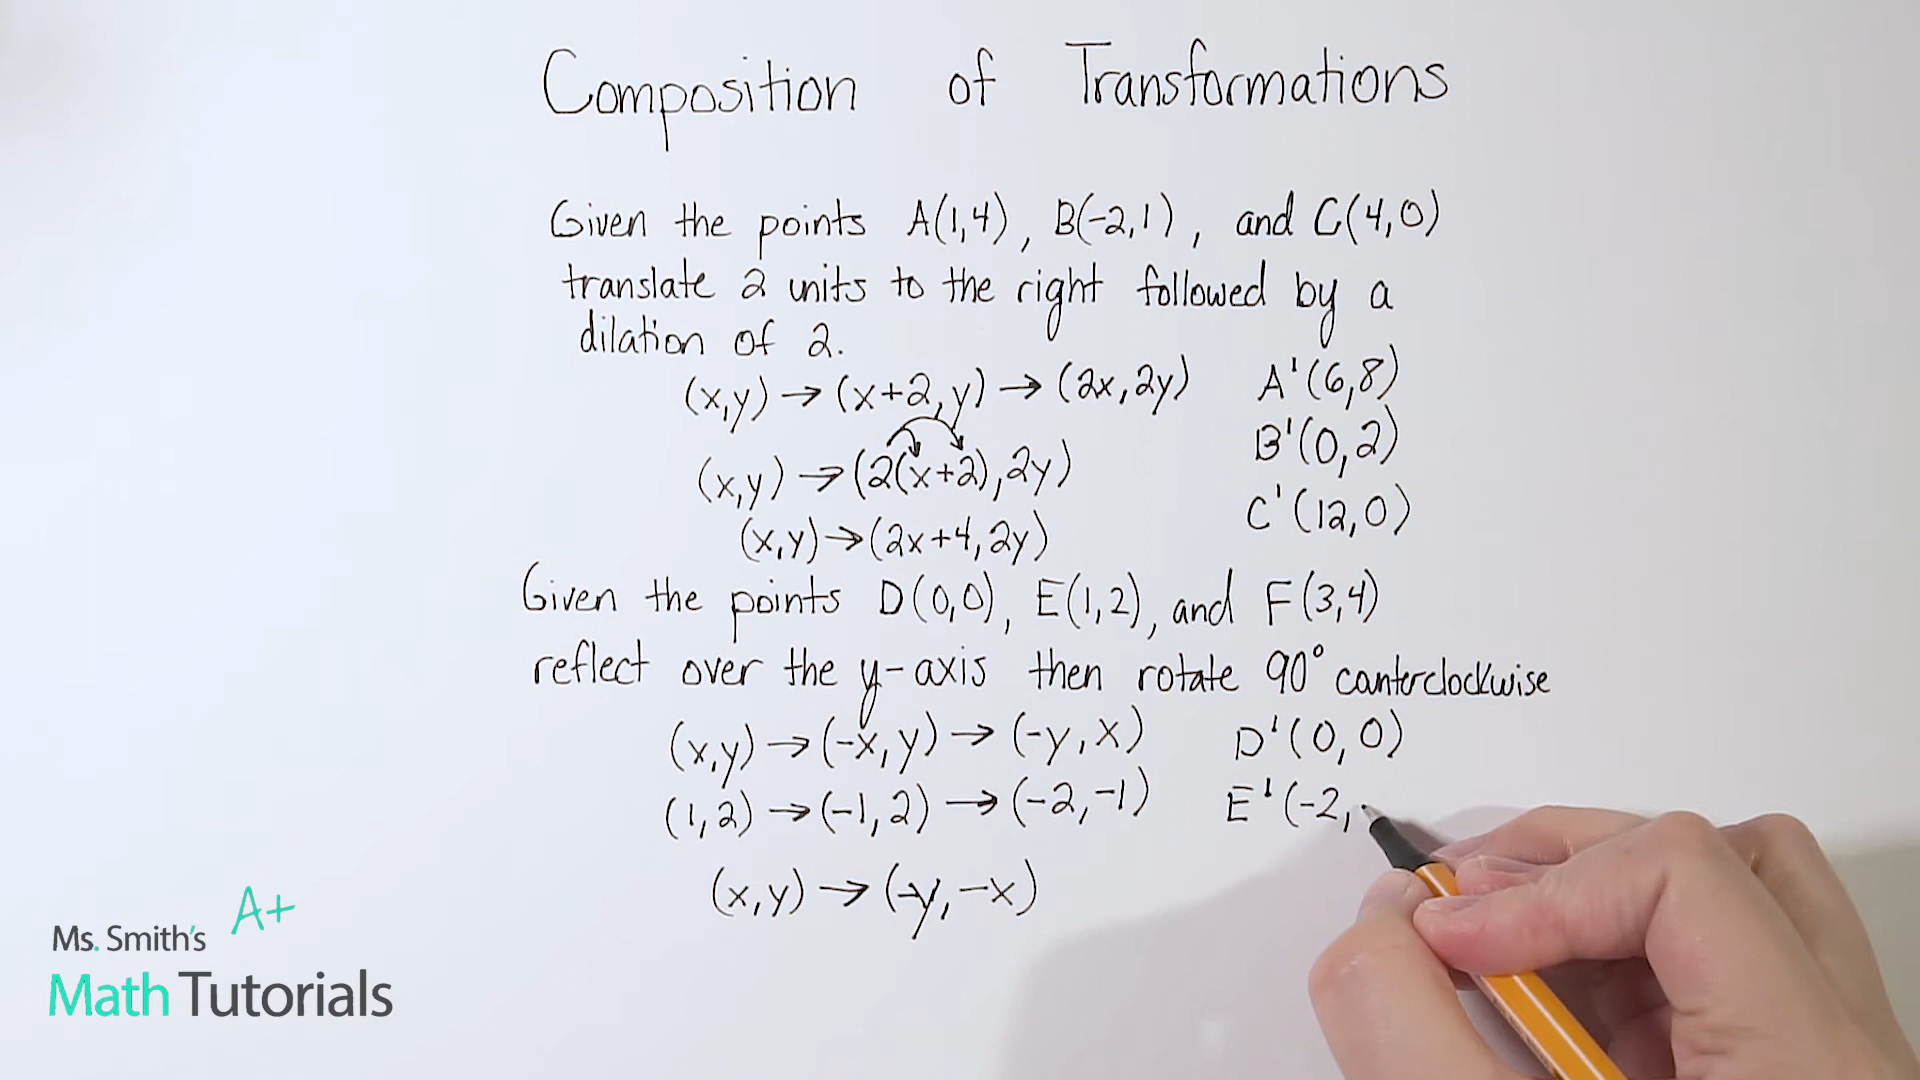 Composition of Transformations
Given the points A(1,4), B(-2,1), and C(4,0)
translate 2 units to the right followed by a
dilation of 2.
(x,y)→(x+2,y)→(2x,2y) A'(6,8)
B'(0,2)
(x,y)→(2(x+2),2y)
C'(12,0)
(x,y)→(2x+4,2y)
Given the points D(0,0), E(1,2), and F(3,4)
reflect over the y-axis then rotate 90° canterclockwise
(x,y)→(-x,y)→(-y,x) D'(0,0)
(1,2)→(-1,2)→(-2,-1) E'(-2,
(x,y)→(-y,-x)
A+
Ms. Smith's
Math Tutorials